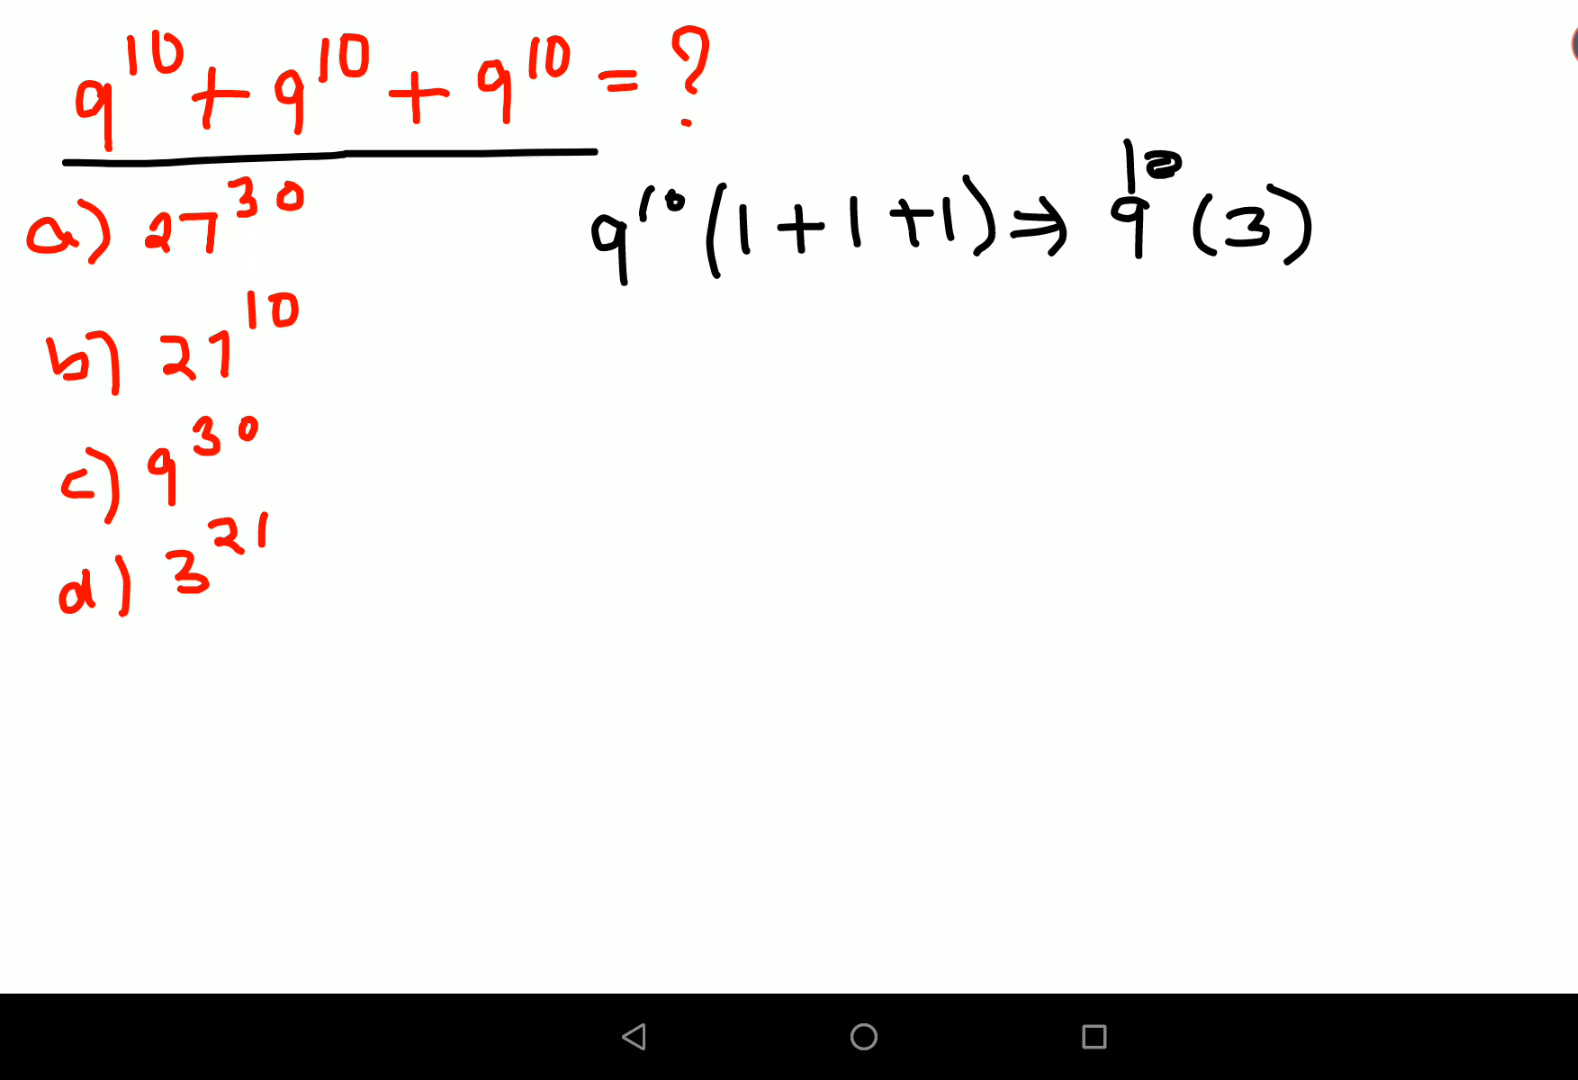 9^10 + 9^10 + 9^10 = ?
a) 27^30
9^10 (1 + 1 + 1) ⇒ 9^10 (3)
b) 27^10
c) 9^30
d) 3^21